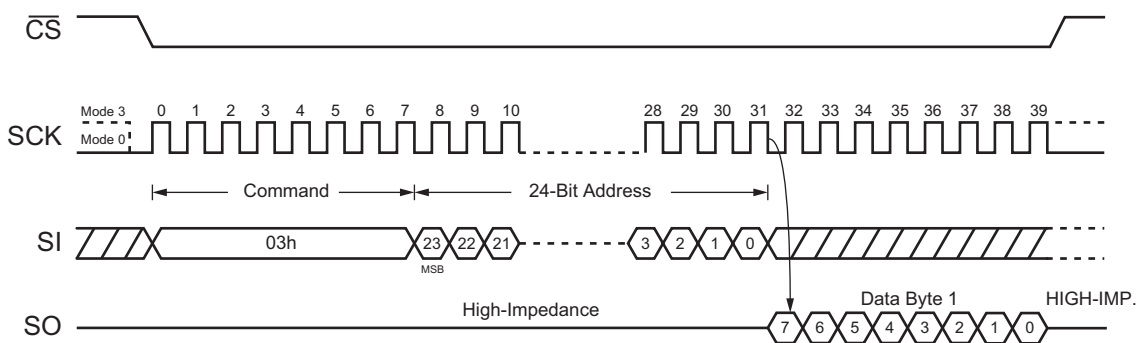 CS
Mode 3 0 1 2 3 4 5 6 7 8 9 10 28 29 30 31 32 33 34 35 36 37 38 39
SCK
Mode 0
Command 24-Bit Address
SI 03h 23 22 21 3 2 1 0
MSB
High-Impedance Data Byte 1 HIGH-IMP.
SO 7 6 5 4 3 2 1 0